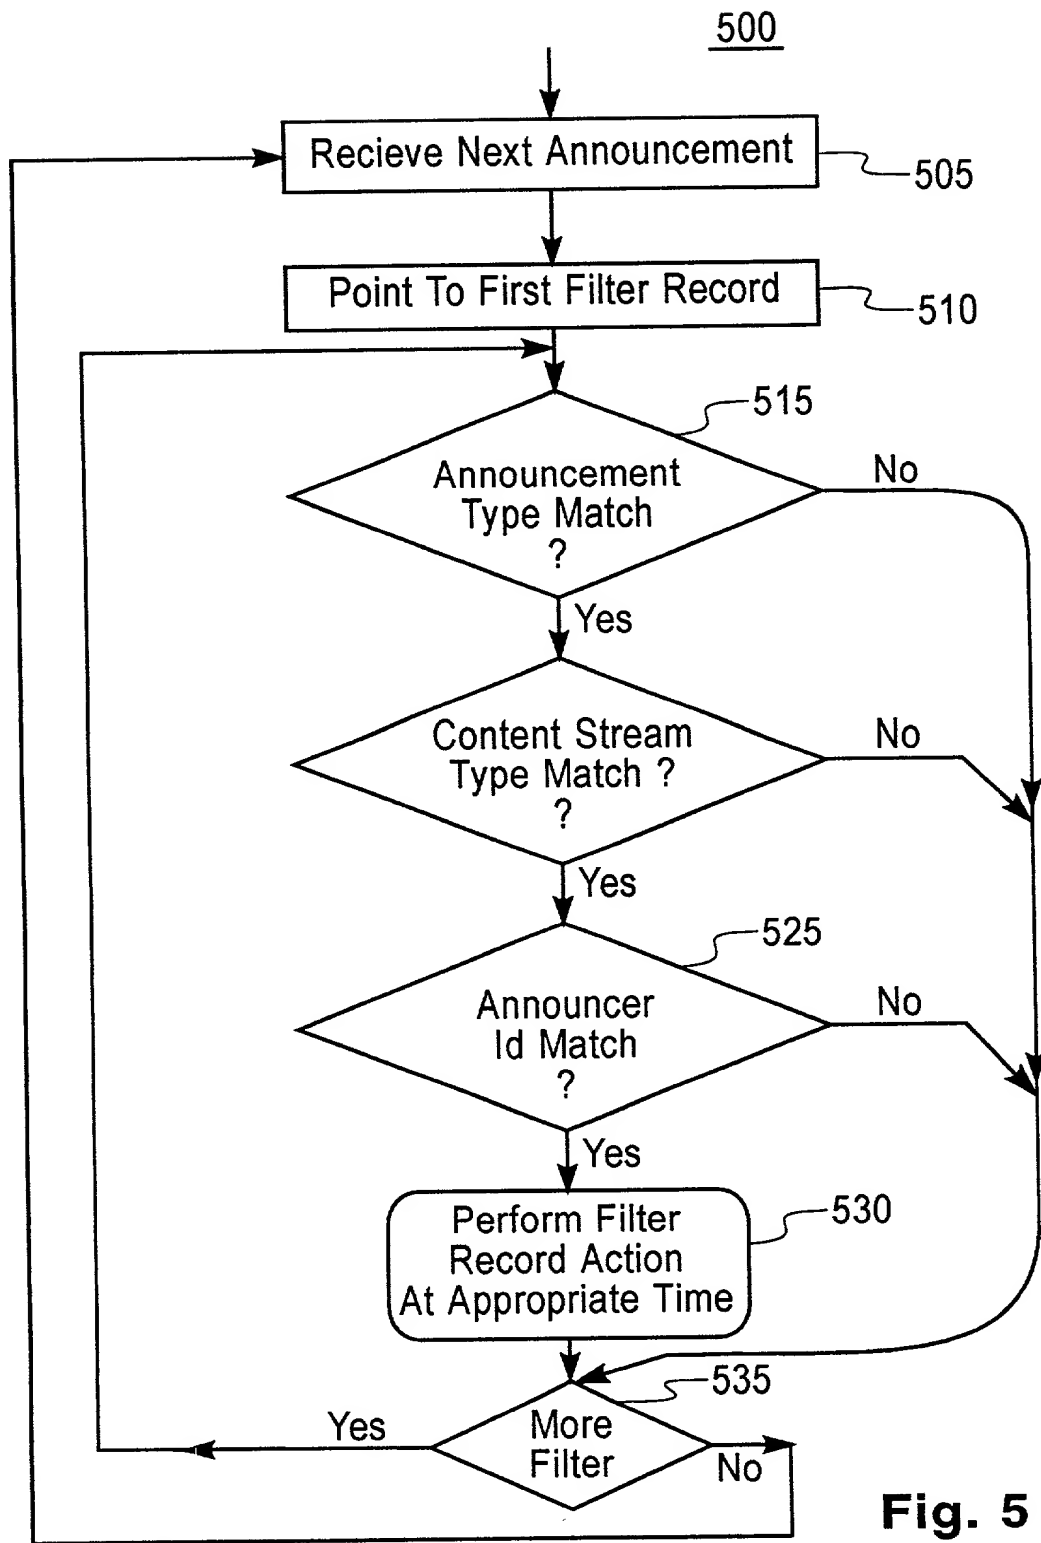 500
Recieve Next Announcement
505
Point To First Filter Record
510
515
Announcement
Type Match
?
No
Yes
Content Stream
Type Match ?
?
No
Yes
525
Announcer
Id Match
?
No
Yes
530
Perform Filter
Record Action
At Appropriate Time
535
More
Filter
Yes
No
Fig. 5